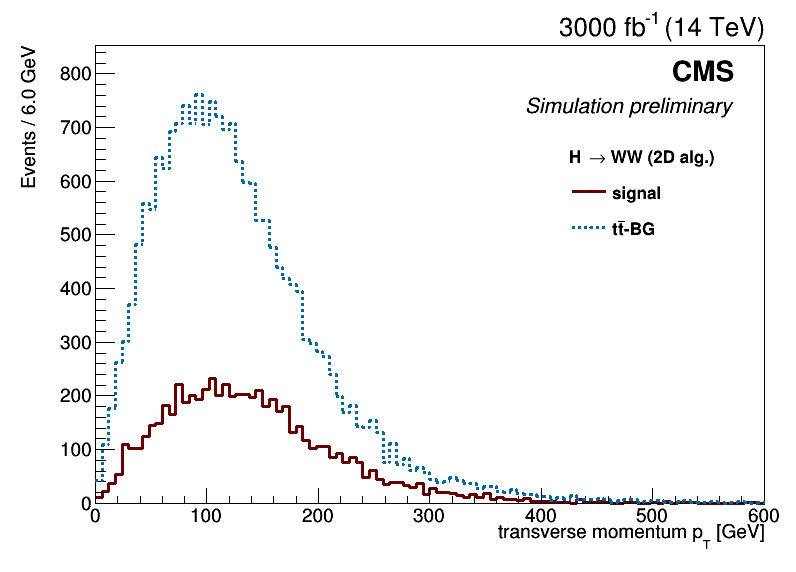 3000 fb⁻¹ (14 TeV)
CMS
Simulation preliminary
H → WW (2D alg.)
signal
tt̄-BG
Events / 6.0 GeV
800
700
600
500
400
300
200
100
0
0 100 200 300 400 500 600
transverse momentum p_T [GeV]